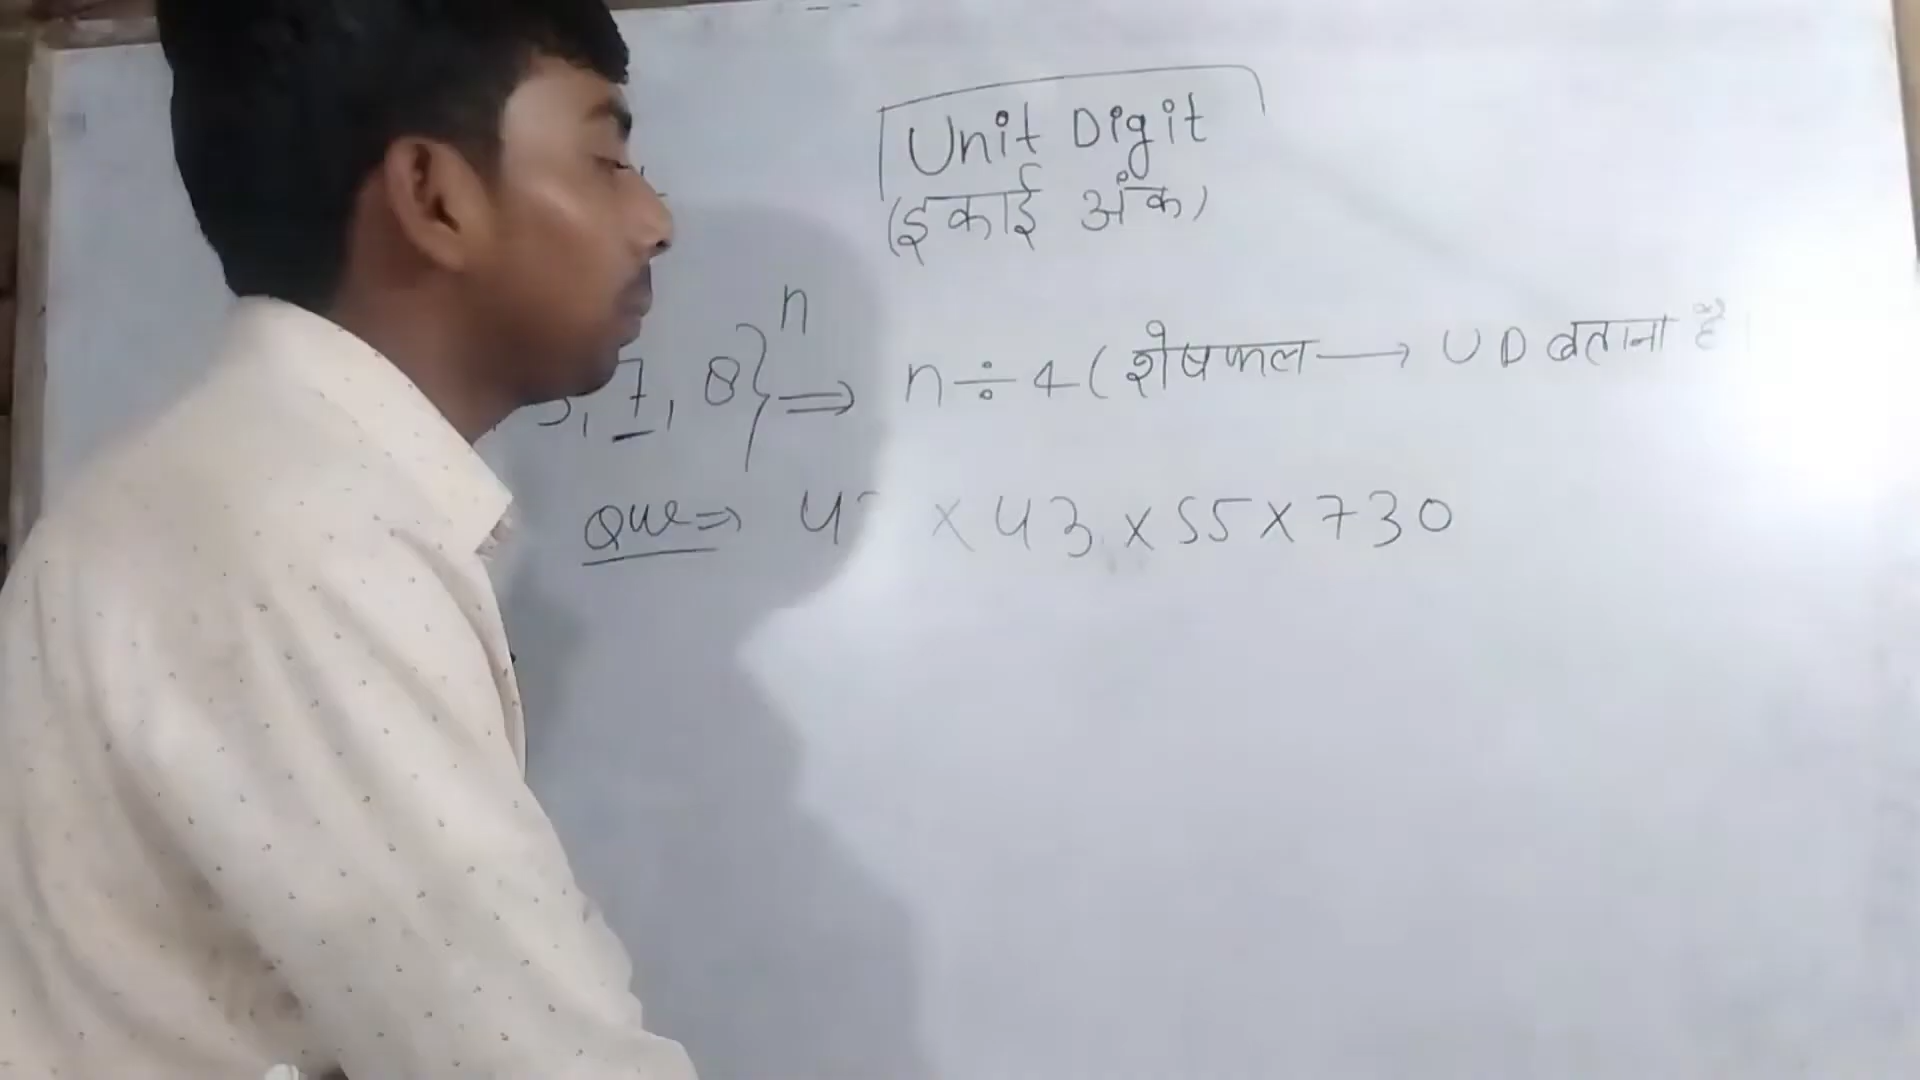 Unit Digit
(इकाई अंक)
7, 8}ⁿ ⇒ n ÷ 4 (शेषफल → UD बताना है
Que ⇒ × 43 × 55 × 730